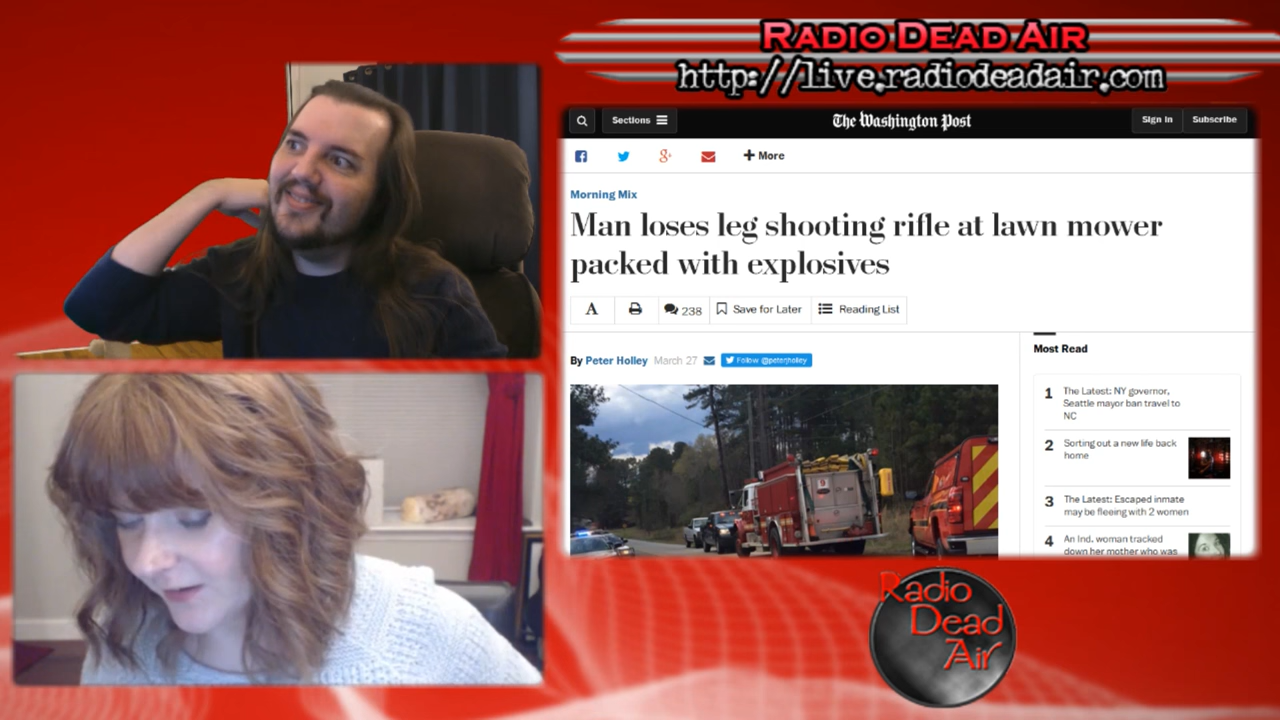 Radio Dead Air
http://live.radiodeadair.com
Sections
The Washington Post
Sign In
Subscribe
+ More
Morning Mix
Man loses leg shooting rifle at lawn mower
packed with explosives
A
238
Save for Later
Reading List
By Peter Holley March 27
Follow @peterjholley
Most Read
1 The Latest: NY governor,
Seattle mayor ban travel to
NC
2 Sorting out a new life back
home
3 The Latest: Escaped inmate
may be fleeing with 2 women
4 An Ind. woman tracked
down her mother who was
9
Radio
Dead
Air